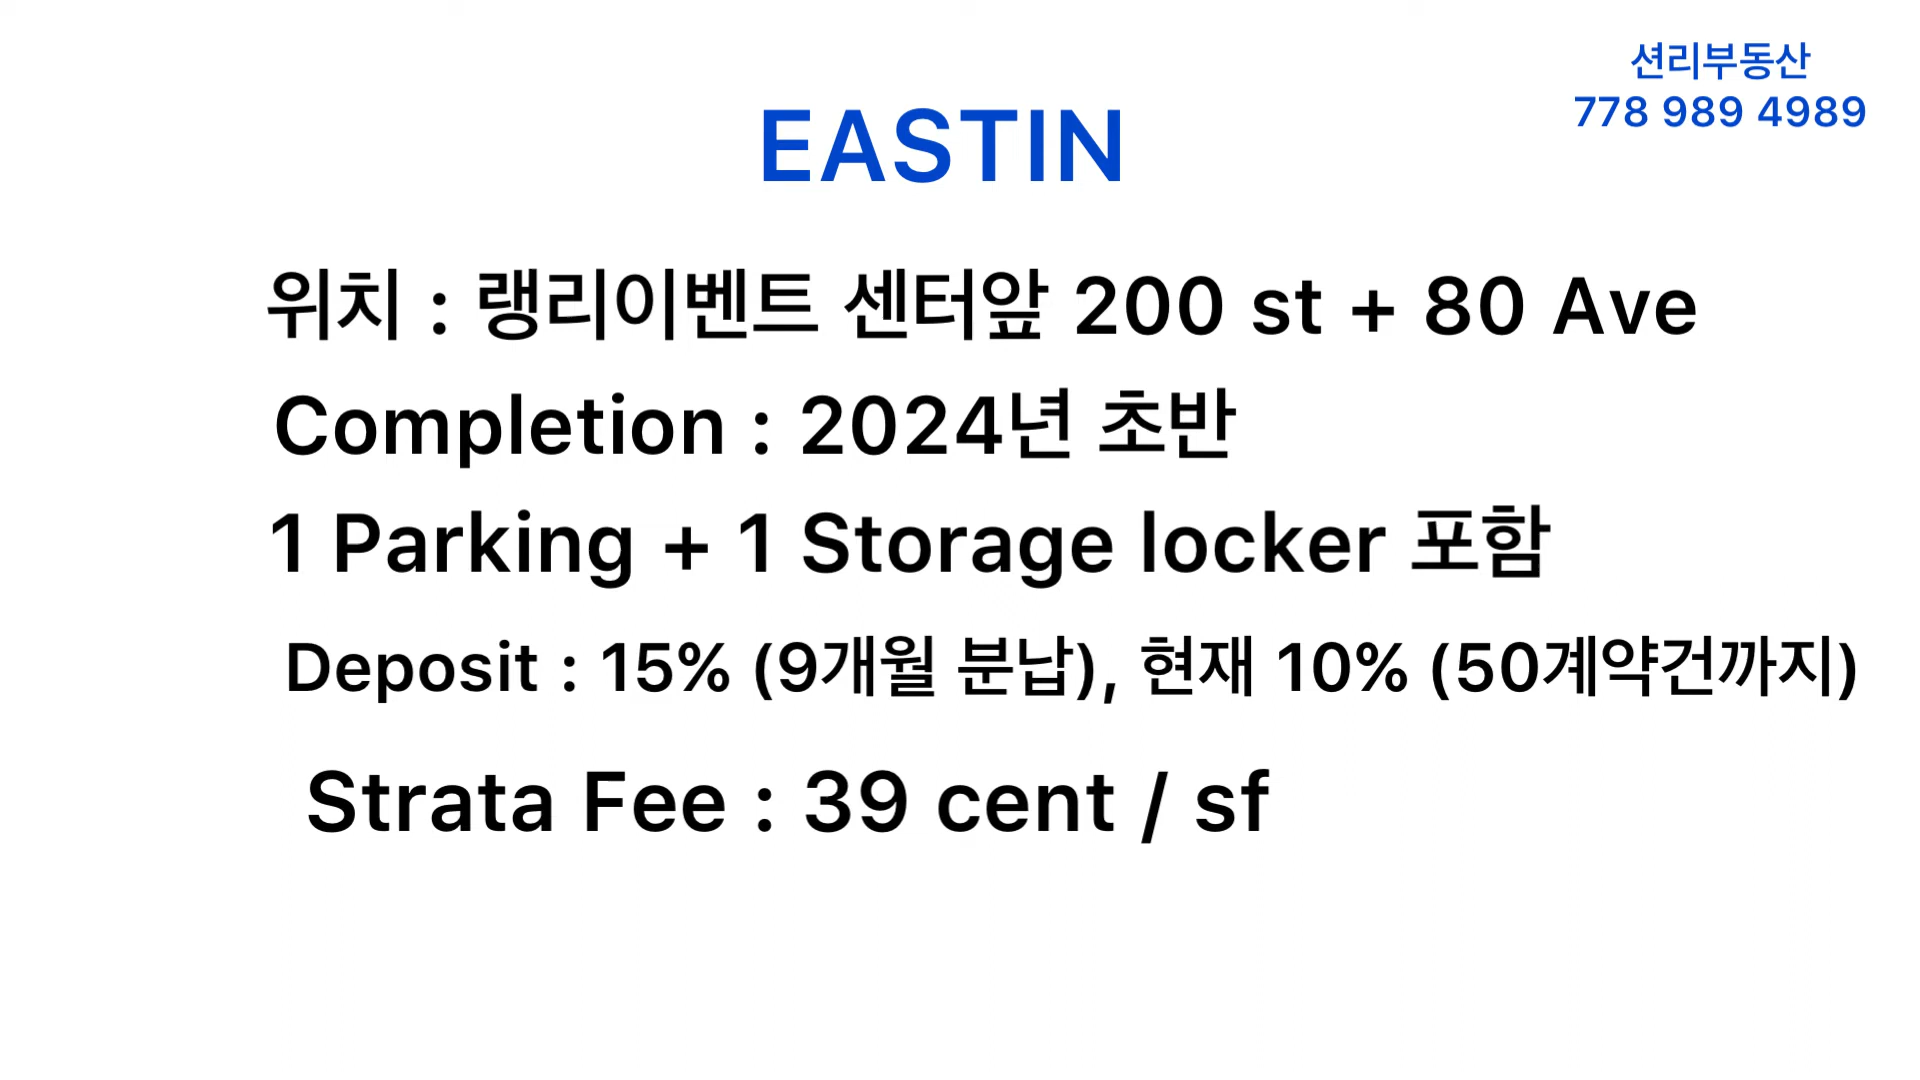 션리부동산
778 989 4989
EASTIN
위치 : 랭리이벤트 센터앞 200 st + 80 Ave
Completion : 2024년 초반
1 Parking + 1 Storage locker 포함
Deposit : 15% (9개월 분납), 현재 10% (50계약건까지)
Strata Fee : 39 cent / sf